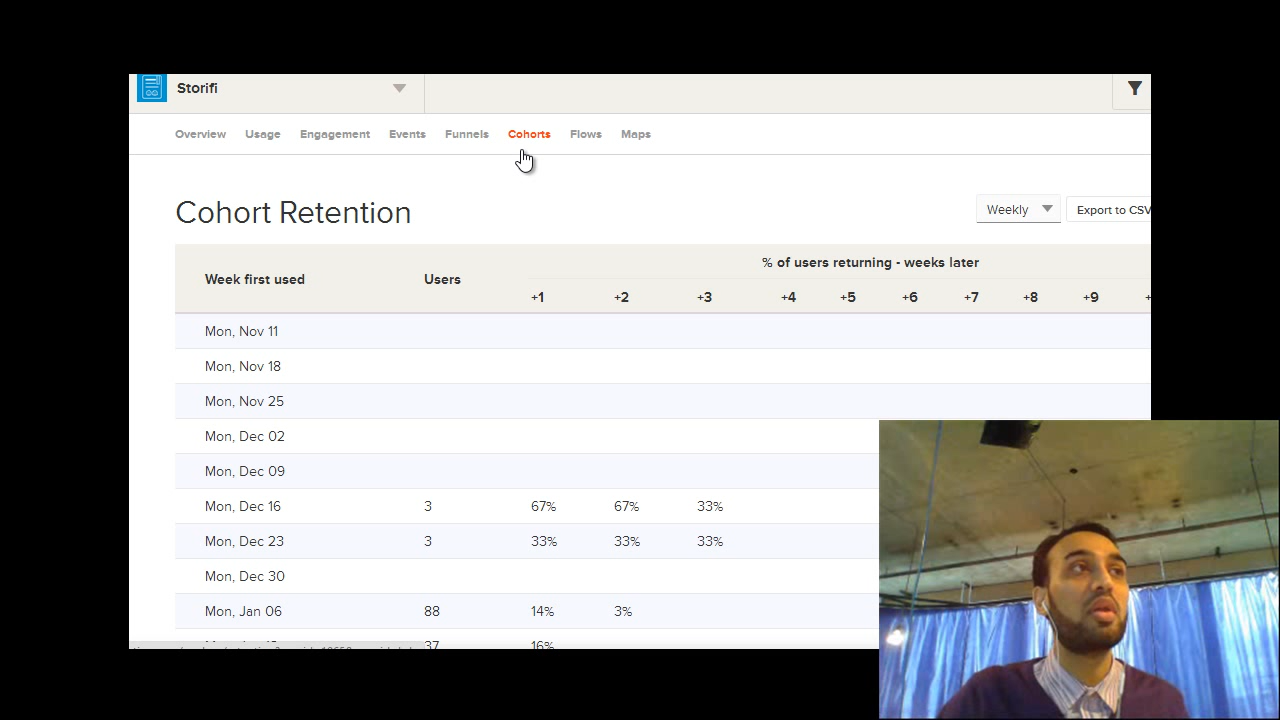 Storifi
Overview Usage Engagement Events Funnels Cohorts Flows Maps
Cohort Retention
Weekly
Export to CSV
Week first used Users % of users returning - weeks later
+1 +2 +3 +4 +5 +6 +7 +8 +9
Mon, Nov 11
Mon, Nov 18
Mon, Nov 25
Mon, Dec 02
Mon, Dec 09
Mon, Dec 16 3 67% 67% 33%
Mon, Dec 23 3 33% 33% 33%
Mon, Dec 30
Mon, Jan 06 88 14% 3%
37 16%